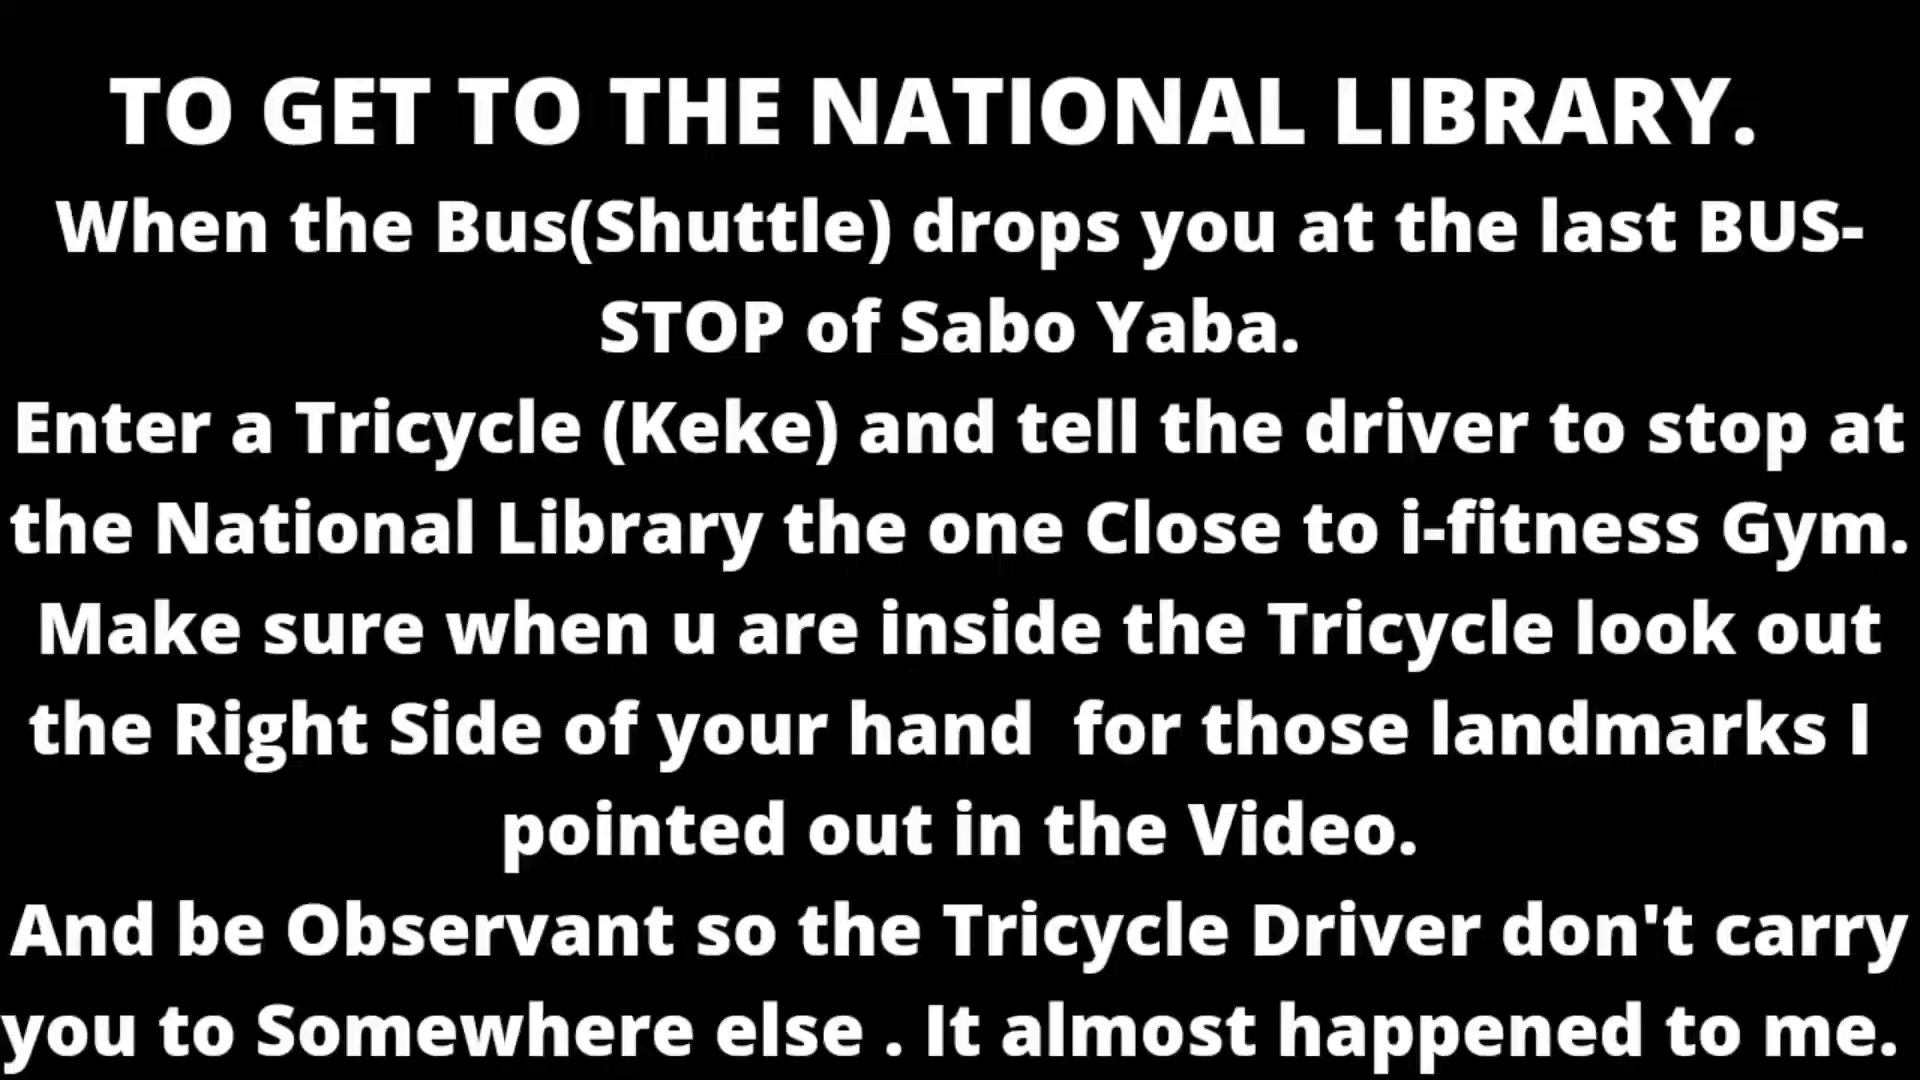 TO GET TO THE NATIONAL LIBRARY.
When the Bus(Shuttle) drops you at the last BUS-
STOP of Sabo Yaba.
Enter a Tricycle (Keke) and tell the driver to stop at
the National Library the one Close to i-fitness Gym.
Make sure when u are inside the Tricycle look out
the Right Side of your hand  for those landmarks I
pointed out in the Video.
And be Observant so the Tricycle Driver don't carry
you to Somewhere else . It almost happened to me.